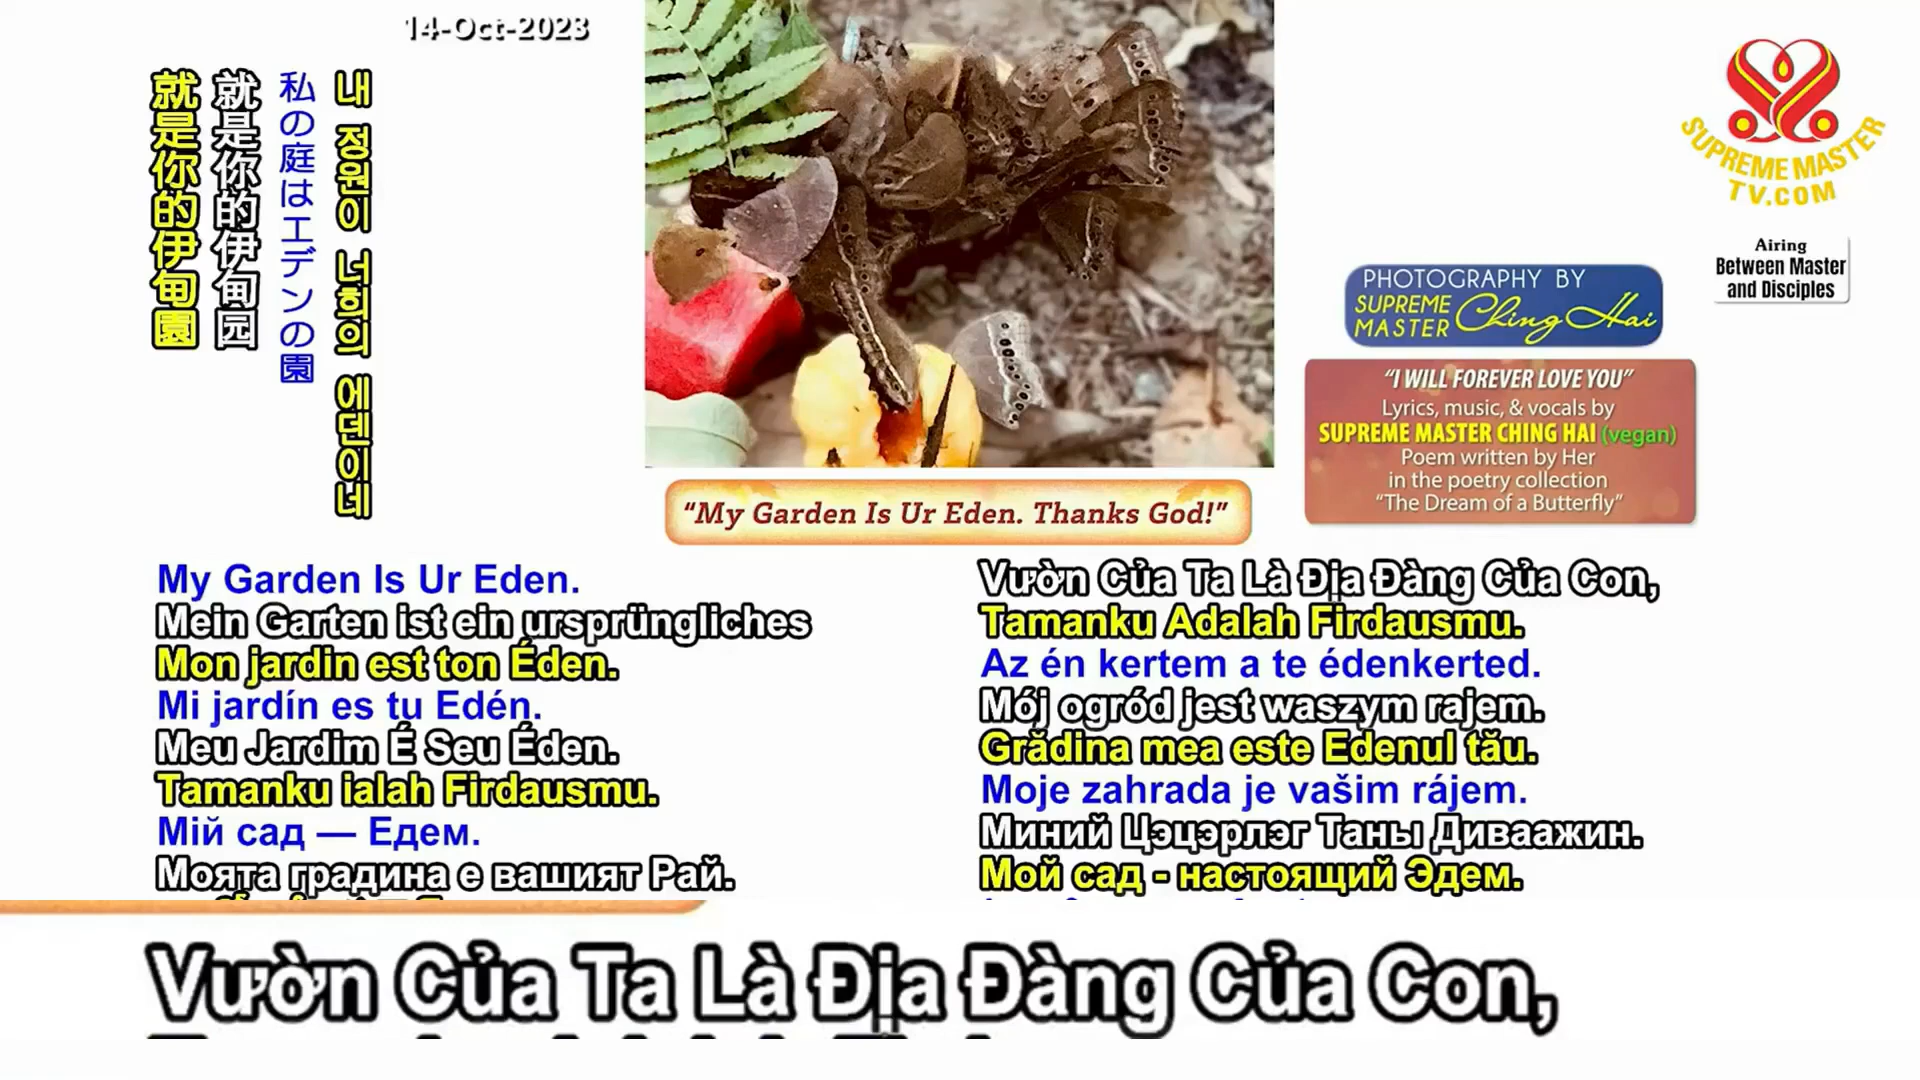 14-Oct-2023
就是你的伊甸園
就是你的伊甸园
私の庭はエデンの園
내 정원이 너희의 에덴이네
SUPREME MASTER
TV.COM
Airing
Between Master
and Disciples
PHOTOGRAPHY BY
SUPREME
MASTER Ching Hai
“I WILL FOREVER LOVE YOU”
Lyrics, music, & vocals by
SUPREME MASTER CHING HAI (vegan)
Poem written by Her
in the poetry collection
“The Dream of a Butterfly”
“My Garden Is Ur Eden. Thanks God!”
My Garden Is Ur Eden.
Mein Garten ist ein ursprüngliches
Mon jardin est ton Éden.
Mi jardín es tu Edén.
Meu Jardim É Seu Éden.
Tamanku ialah Firdausmu.
Мій сад — Едем.
Моята градина е вашият Рай.
Vườn Của Ta Là Địa Đàng Của Con,
Tamanku Adalah Firdausmu.
Az én kertem a te édenkerted.
Mój ogród jest waszym rajem.
Grădina mea este Edenul tău.
Moje zahrada je vašim rájem.
Миний Цэцэрлэг Таны Диваажин.
Мой сад - настоящий Эдем.
Vườn Của Ta Là Địa Đàng Của Con,